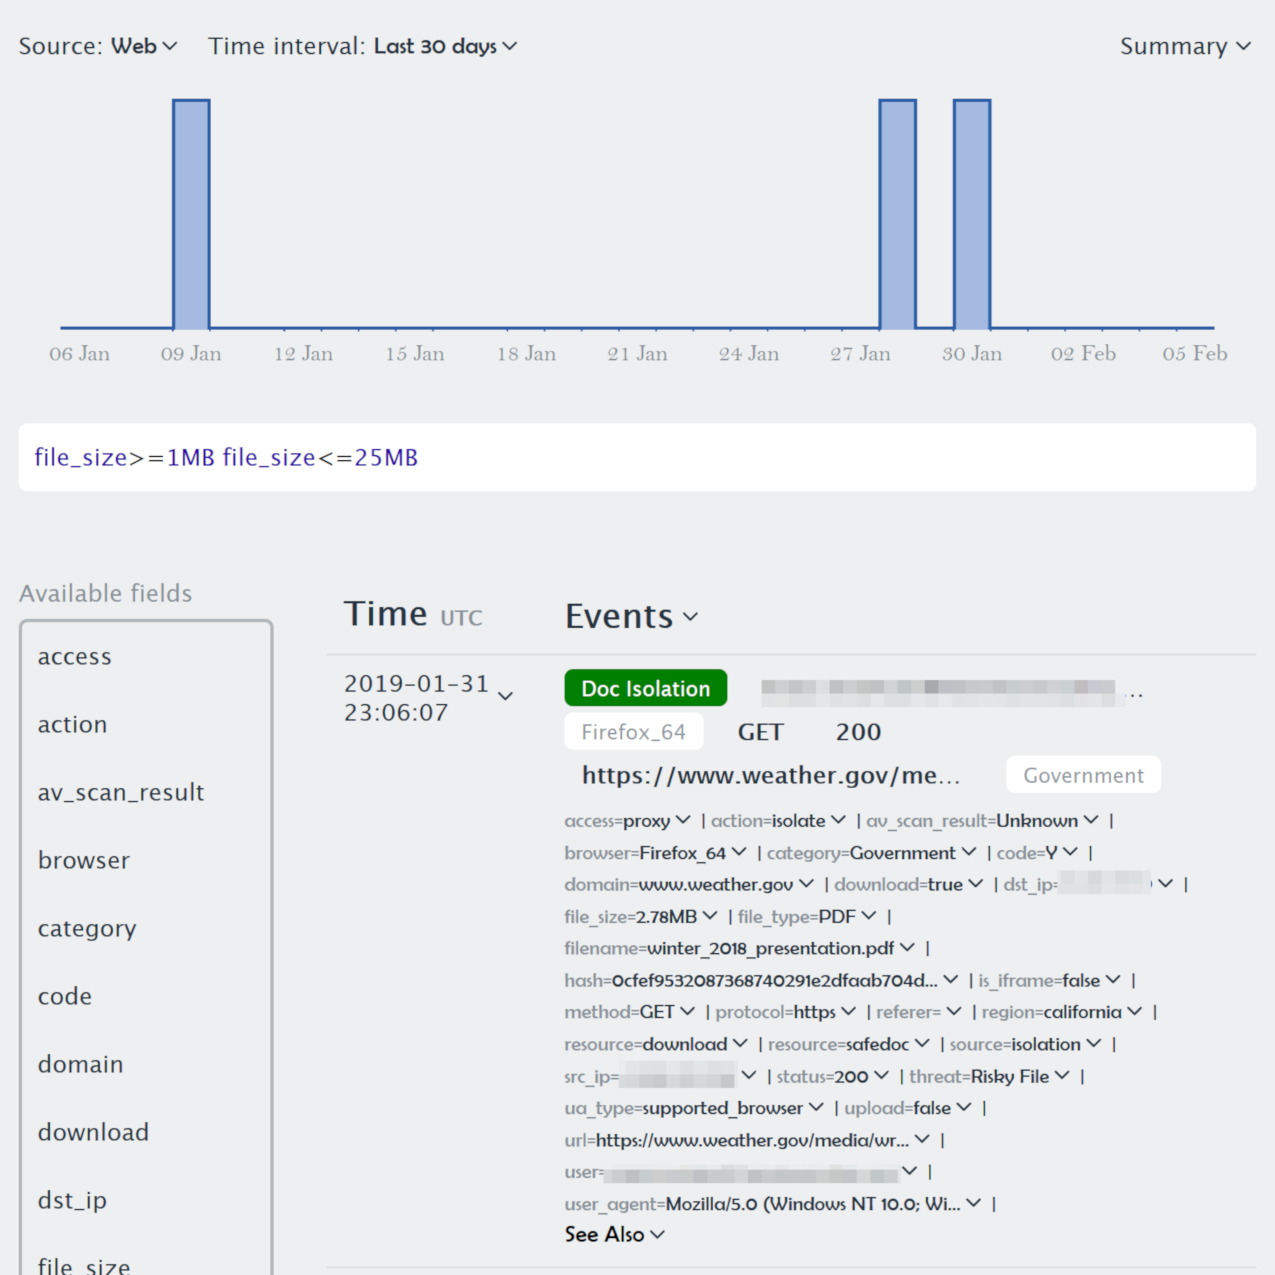 Source: Web Time interval: Last 30 days Summary
06 Jan 09 Jan 12 Jan 15 Jan 18 Jan 21 Jan 24 Jan 27 Jan 30 Jan 02 Feb 05 Feb
file_size>=1MB file_size<=25MB
Available fields
access
action
av_scan_result
browser
category
code
domain
download
dst_ip
file_size
Time UTC Events
2019-01-31
23:06:07
Doc Isolation ...
Firefox_64 GET 200
https://www.weather.gov/me... Government
access=proxy | action=isolate | av_scan_result=Unknown |
browser=Firefox_64 | category=Government | code=Y |
domain=www.weather.gov | download=true | dst_ip= |
file_size=2.78MB | file_type=PDF |
filename=winter_2018_presentation.pdf |
hash=0cfef9532087368740291e2dfaab704d... | is_iframe=false |
method=GET | protocol=https | referer= | region=california |
resource=download | resource=safedoc | source=isolation |
src_ip= | status=200 | threat=Risky File |
ua_type=supported_browser | upload=false |
url=https://www.weather.gov/media/wr... |
user= |
user_agent=Mozilla/5.0 (Windows NT 10.0; Wi... |
See Also